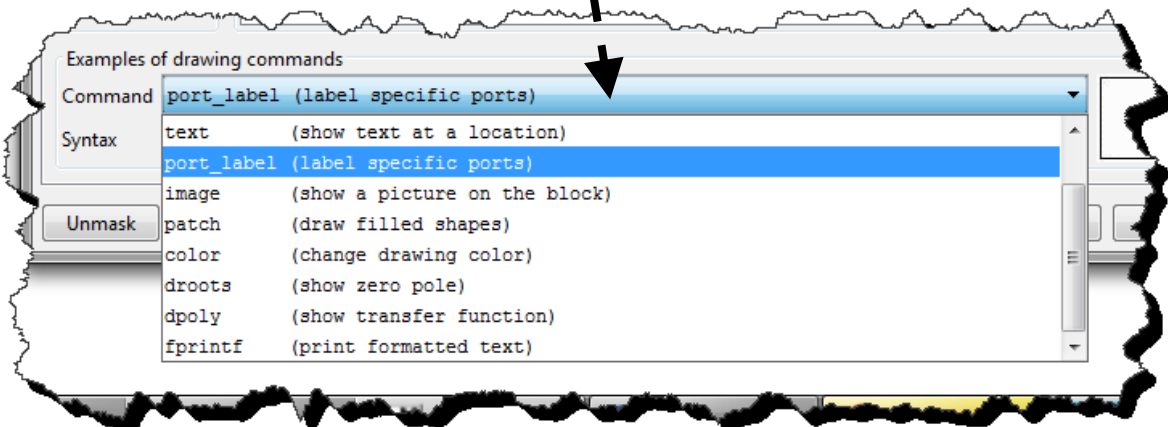 Examples of drawing commands
Command port_label (label specific ports)
Syntax
text (show text at a location)
port_label (label specific ports)
image (show a picture on the block)
Unmask
patch (draw filled shapes)
color (change drawing color)
droots (show zero pole)
dpoly (show transfer function)
fprintf (print formatted text)